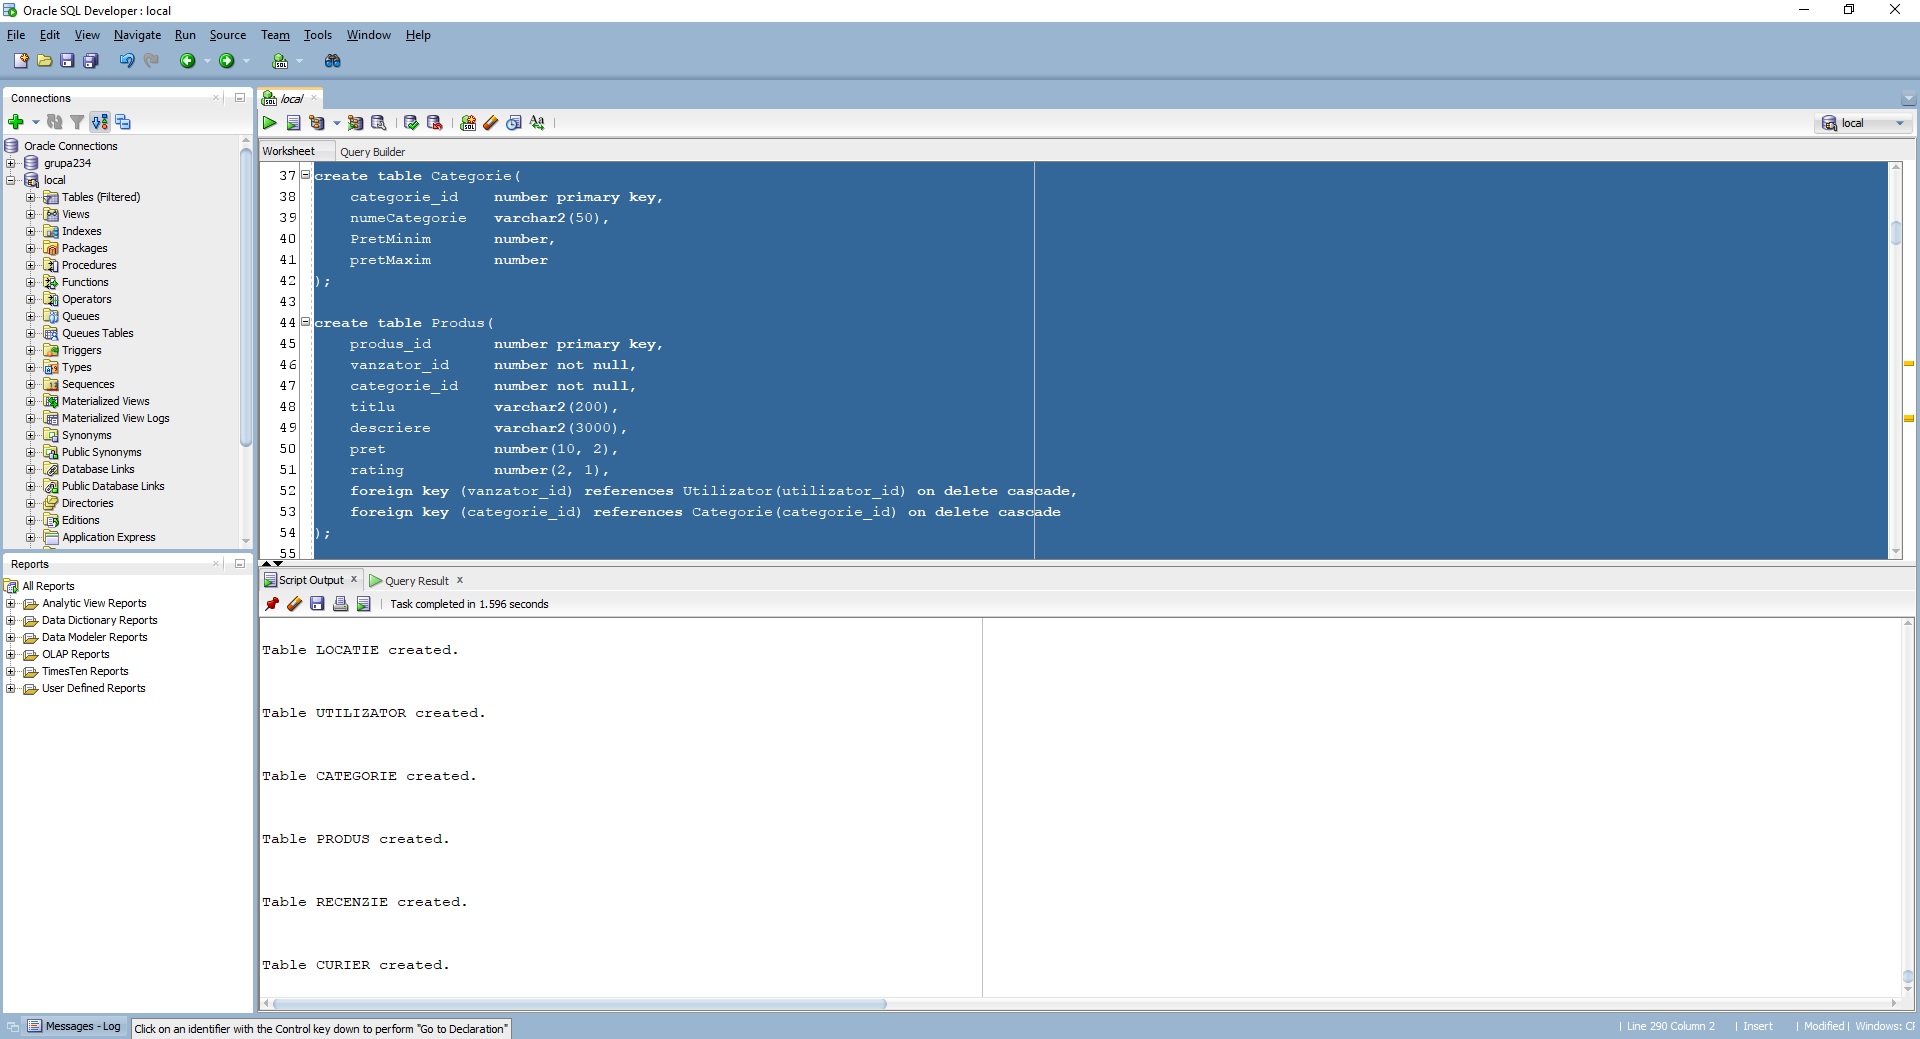 Oracle SQL Developer : local
File Edit View Navigate Run Source Team Tools Window Help
Connections
Oracle Connections
grupa234
local
Tables (Filtered)
Views
Indexes
Packages
Procedures
Functions
Operators
Queues
Queues Tables
Triggers
Types
Sequences
Materialized Views
Materialized View Logs
Synonyms
Public Synonyms
Database Links
Public Database Links
Directories
Editions
Application Express
Reports
All Reports
Analytic View Reports
Data Dictionary Reports
Data Modeler Reports
OLAP Reports
TimesTen Reports
User Defined Reports
local
local
Worksheet Query Builder
37 create table Categorie(
38 categorie_id number primary key,
39 numeCategorie varchar2(50),
40 PretMinim number,
41 pretMaxim number
42 );
43
44 create table Produs(
45 produs_id number primary key,
46 vanzator_id number not null,
47 categorie_id number not null,
48 titlu varchar2(200),
49 descriere varchar2(3000),
50 pret number(10, 2),
51 rating number(2, 1),
52 foreign key (vanzator_id) references Utilizator(utilizator_id) on delete cascade,
53 foreign key (categorie_id) references Categorie(categorie_id) on delete cascade
54 );
55
Script Output x Query Result x
Task completed in 1.596 seconds
Table LOCATIE created.
Table UTILIZATOR created.
Table CATEGORIE created.
Table PRODUS created.
Table RECENZIE created.
Table CURIER created.
Messages - Log Click on an identifier with the Control key down to perform "Go to Declaration" | Line 290 Column 2 | Insert | Modified | Windows: